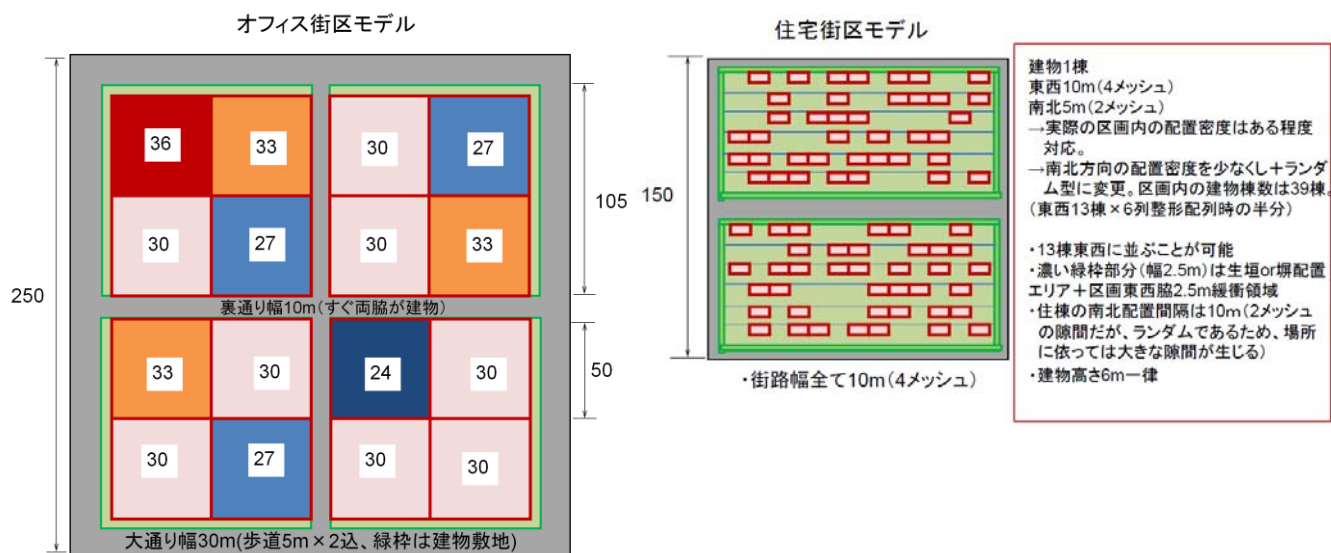 オフィス街区モデル
36
33
30
27
30
27
30
33
105
250
裏通り幅10m(すぐ両脇が建物)
33
30
24
30
50
30
27
30
30
大通り幅30m(歩道5m×2込、緑枠は建物敷地)
住宅街区モデル
150
・街路幅全て10m(4メッシュ)
建物1棟
東西10m(4メッシュ)
南北5m(2メッシュ)
→実際の区画内の配置密度はある程度
対応。
→南北方向の配置密度を少なくし+ランダ
ム型に変更。区画内の建物棟数は39棟。
(東西13棟×6列整形配列時の半分)
・13棟東西に並ぶことが可能
・濃い緑枠部分(幅2.5m)は生垣or塀配置
エリア+区画東西脇2.5m緩衝領域
・住棟の南北配置間隔は10m(2メッシュ
の隙間だが、ランダムであるため、場所
に依っては大きな隙間が生じる)
・建物高さ6m一律